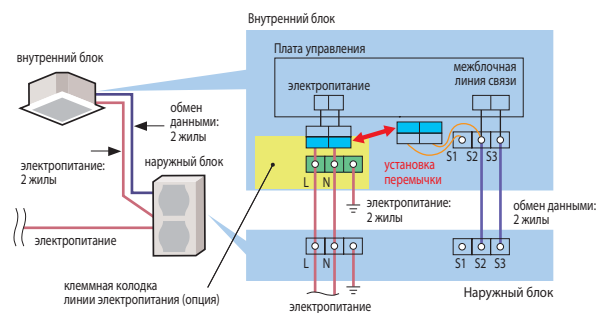 Внутренний блок
Плата управления
внутренний блок
межблочная
линия связи
электропитание
обмен
данными:
2 жилы
S1 S2 S3
электропитание:
2 жилы
наружный блок
установка
перемычки
L N
электропитание:
2 жилы
обмен данными:
2 жилы
электропитание
L N
S1 S2 S3
клеммная колодка
линии электропитания (опция)
Наружный блок
электропитание